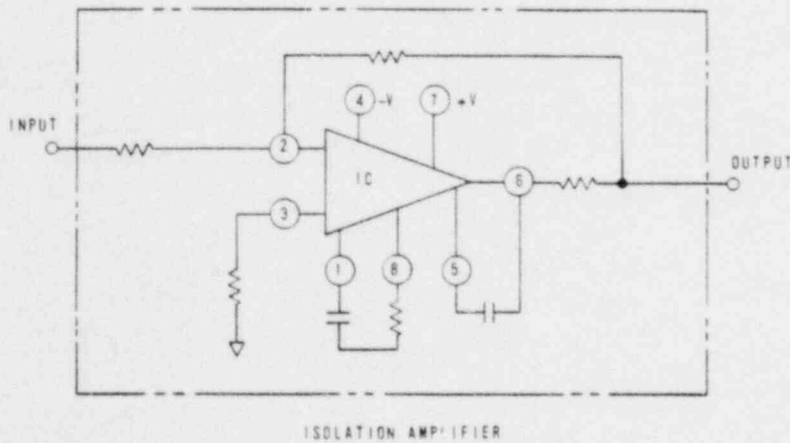 4 -V 7 +V
INPUT
2
OUTPUT
IC
6
3
1 8 5
ISOLATION AMPLIFIER